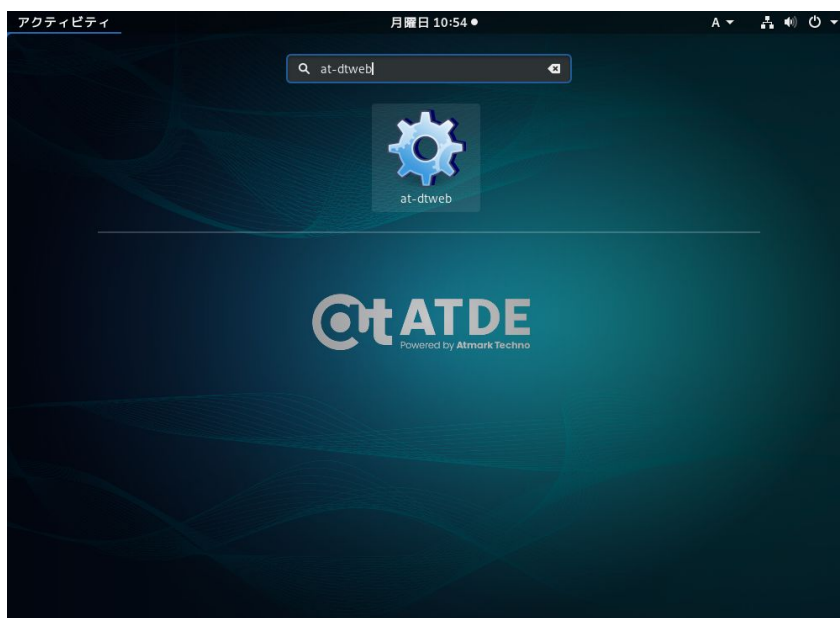 アクティビティ
月曜日 10:54
A
at-dtweb
at-dtweb
at ATDE
Powered by Atmark Techno